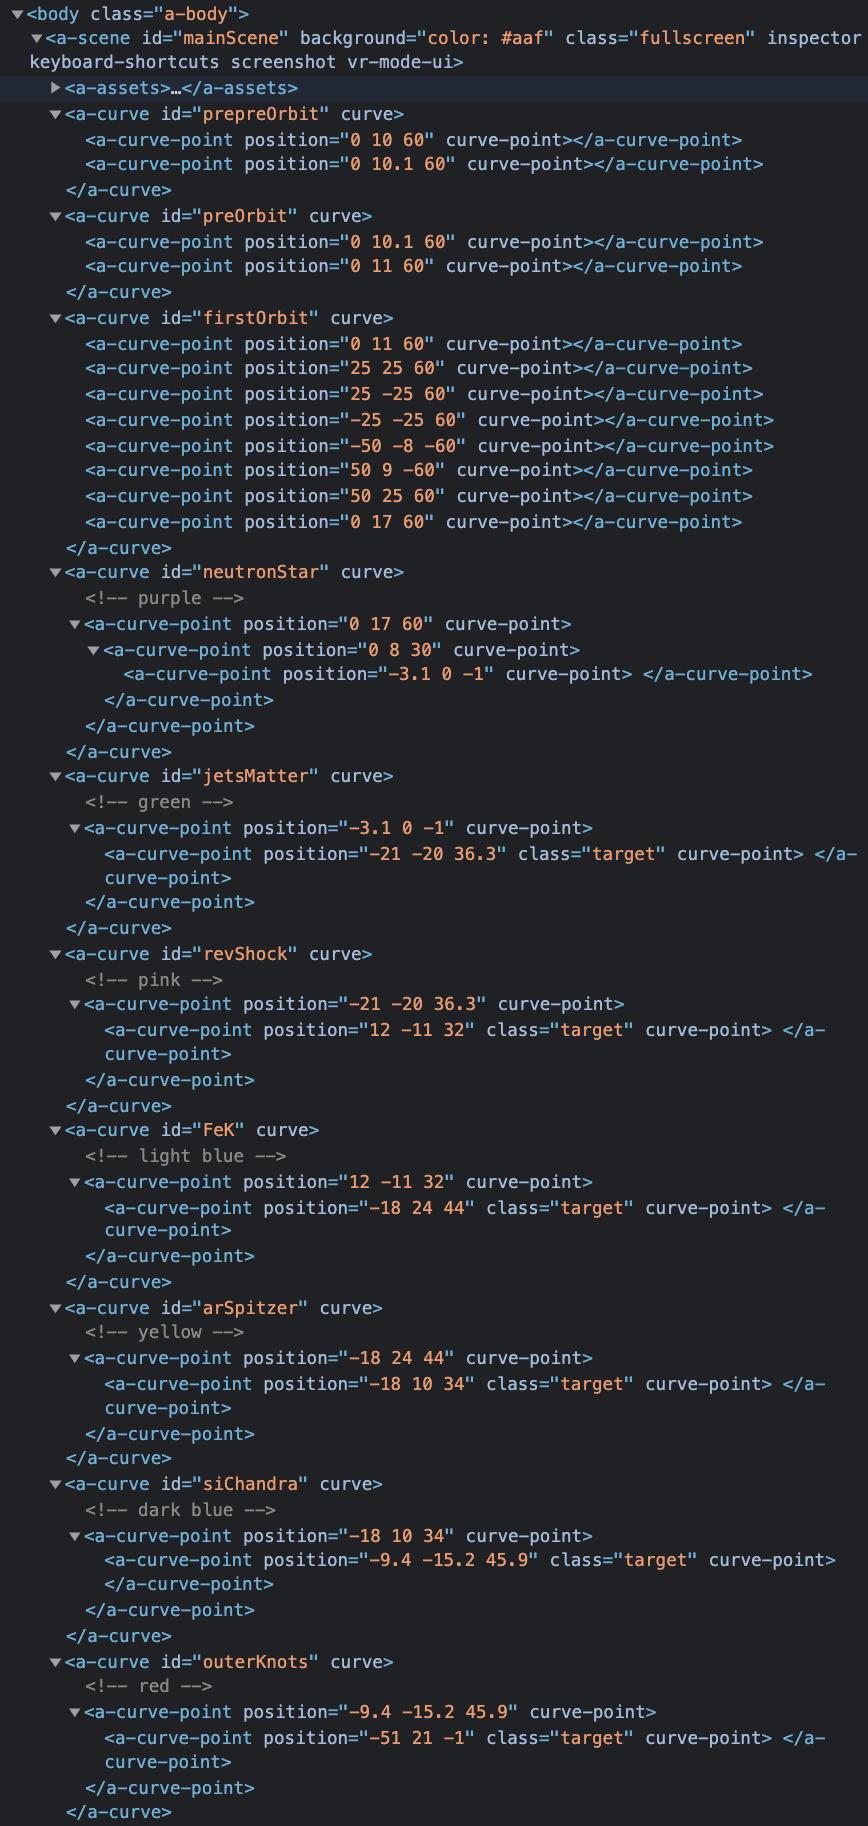 <body class="a-body">
<a-scene id="mainScene" background="color: #aaf" class="fullscreen" inspector
keyboard-shortcuts screenshot vr-mode-ui>
<a-assets>…</a-assets>
<a-curve id="prepreOrbit" curve>
<a-curve-point position="0 10 60" curve-point></a-curve-point>
<a-curve-point position="0 10.1 60" curve-point></a-curve-point>
</a-curve>
<a-curve id="preOrbit" curve>
<a-curve-point position="0 10.1 60" curve-point></a-curve-point>
<a-curve-point position="0 11 60" curve-point></a-curve-point>
</a-curve>
<a-curve id="firstOrbit" curve>
<a-curve-point position="0 11 60" curve-point></a-curve-point>
<a-curve-point position="25 25 60" curve-point></a-curve-point>
<a-curve-point position="25 -25 60" curve-point></a-curve-point>
<a-curve-point position="-25 -25 60" curve-point></a-curve-point>
<a-curve-point position="-50 -8 -60" curve-point></a-curve-point>
<a-curve-point position="50 9 -60" curve-point></a-curve-point>
<a-curve-point position="50 25 60" curve-point></a-curve-point>
<a-curve-point position="0 17 60" curve-point></a-curve-point>
</a-curve>
<a-curve id="neutronStar" curve>
<!-- purple -->
<a-curve-point position="0 17 60" curve-point>
<a-curve-point position="0 8 30" curve-point>
<a-curve-point position="-3.1 0 -1" curve-point> </a-curve-point>
</a-curve-point>
</a-curve-point>
</a-curve>
<a-curve id="jetsMatter" curve>
<!-- green -->
<a-curve-point position="-3.1 0 -1" curve-point>
<a-curve-point position="-21 -20 36.3" class="target" curve-point> </a-
curve-point>
</a-curve-point>
</a-curve>
<a-curve id="revShock" curve>
<!-- pink -->
<a-curve-point position="-21 -20 36.3" curve-point>
<a-curve-point position="12 -11 32" class="target" curve-point> </a-
curve-point>
</a-curve-point>
</a-curve>
<a-curve id="FeK" curve>
<!-- light blue -->
<a-curve-point position="12 -11 32" curve-point>
<a-curve-point position="-18 24 44" class="target" curve-point> </a-
curve-point>
</a-curve-point>
</a-curve>
<a-curve id="arSpitzer" curve>
<!-- yellow -->
<a-curve-point position="-18 24 44" curve-point>
<a-curve-point position="-18 10 34" class="target" curve-point> </a-
curve-point>
</a-curve-point>
</a-curve>
<a-curve id="siChandra" curve>
<!-- dark blue -->
<a-curve-point position="-18 10 34" curve-point>
<a-curve-point position="-9.4 -15.2 45.9" class="target" curve-point>
</a-curve-point>
</a-curve-point>
</a-curve>
<a-curve id="outerKnots" curve>
<!-- red -->
<a-curve-point position="-9.4 -15.2 45.9" curve-point>
<a-curve-point position="-51 21 -1" class="target" curve-point> </a-
curve-point>
</a-curve-point>
</a-curve>